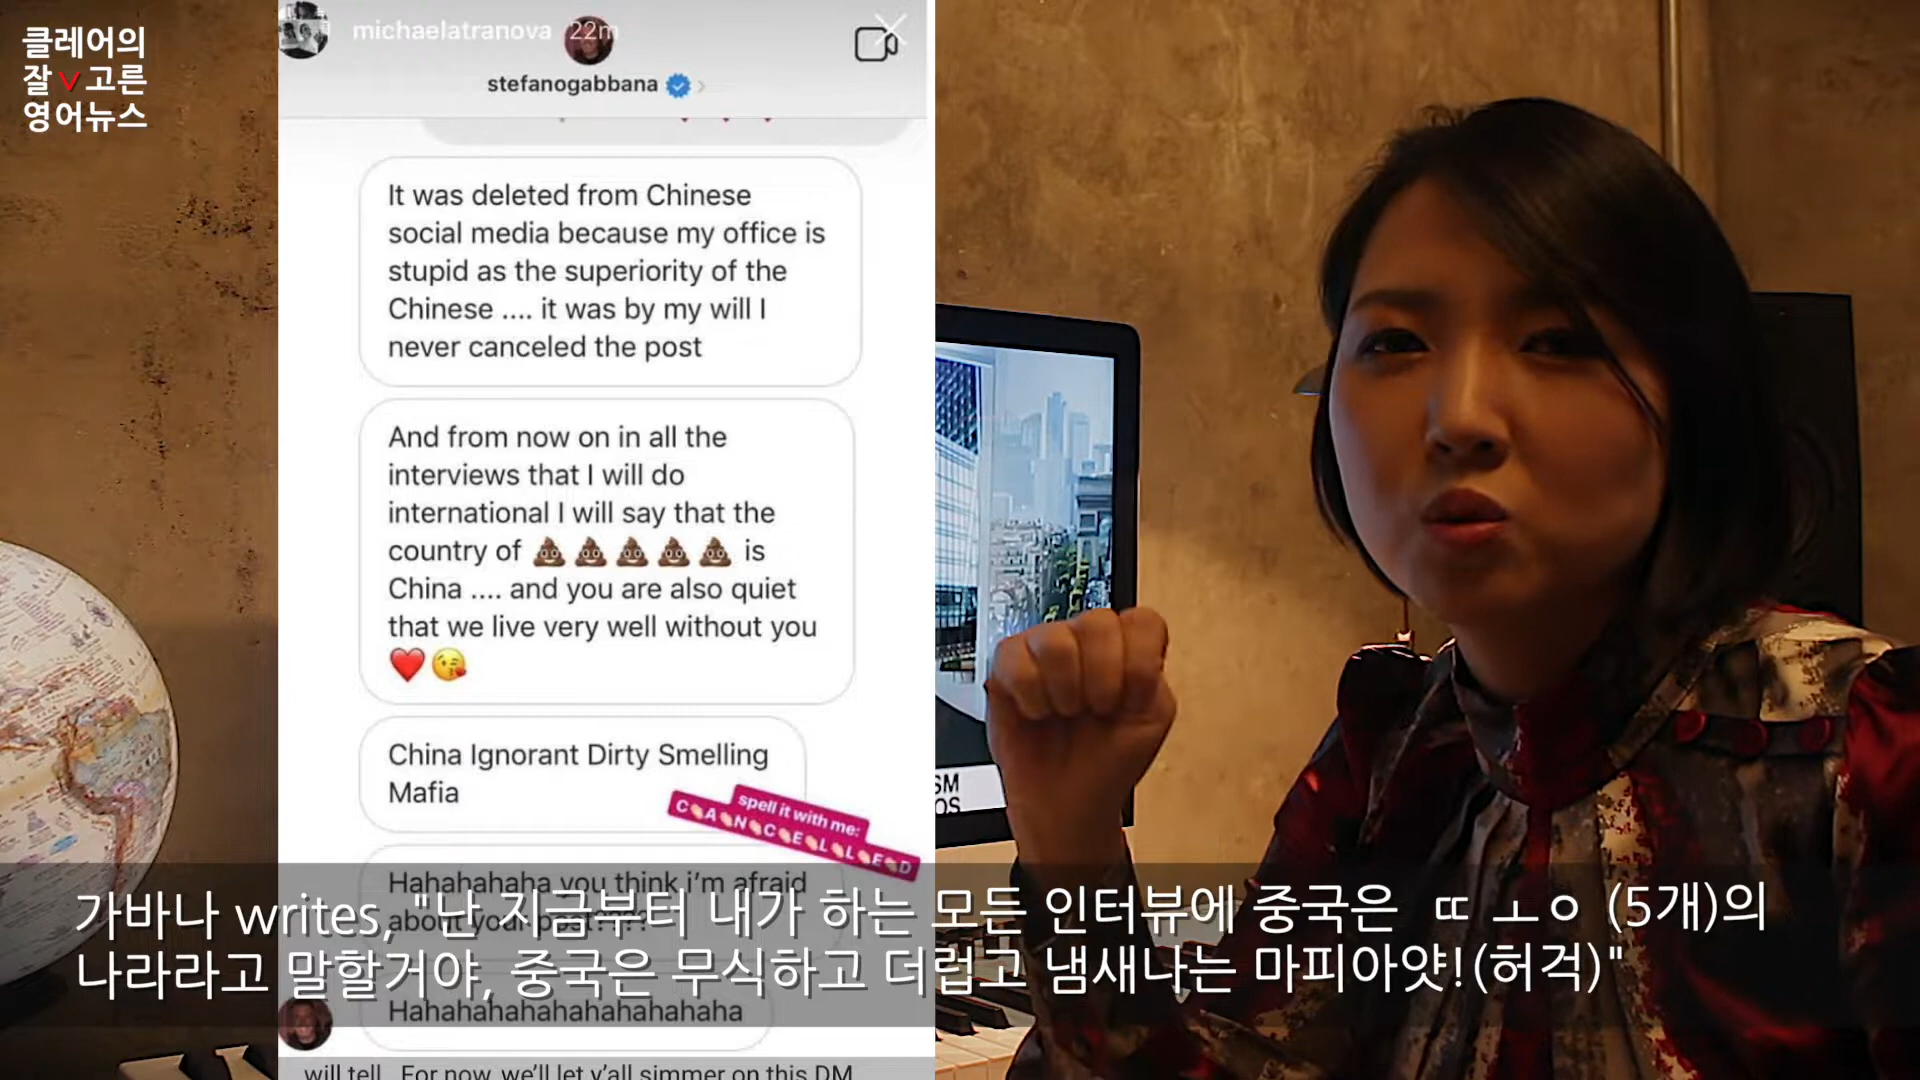 클레어의
잘 고른
영어뉴스
michaelatranova 22m
stefanogabbana
It was deleted from Chinese
social media because my office is
stupid as the superiority of the
Chinese .... it was by my will I
never canceled the post
And from now on in all the
interviews that I will do
international I will say that the
country of 💩💩💩💩💩 is
China .... and you are also quiet
that we live very well without you
❤️😘
China Ignorant Dirty Smelling
Mafia
spell it with me:
C👏A👏N👏C👏E👏L👏L👏E👏D
Hahahahaha you think i'm afraid
about your post????
Hahahahahahahahahahaha
will tell. For now, we'll let y'all simmer on this DM
SM
OS
가바나 writes, "난 지금부터 내가 하는 모든 인터뷰에 중국은 ㄸ ㅗㅇ (5개)의
나라라고 말할거야, 중국은 무식하고 더럽고 냄새나는 마피아얏!(허걱)"